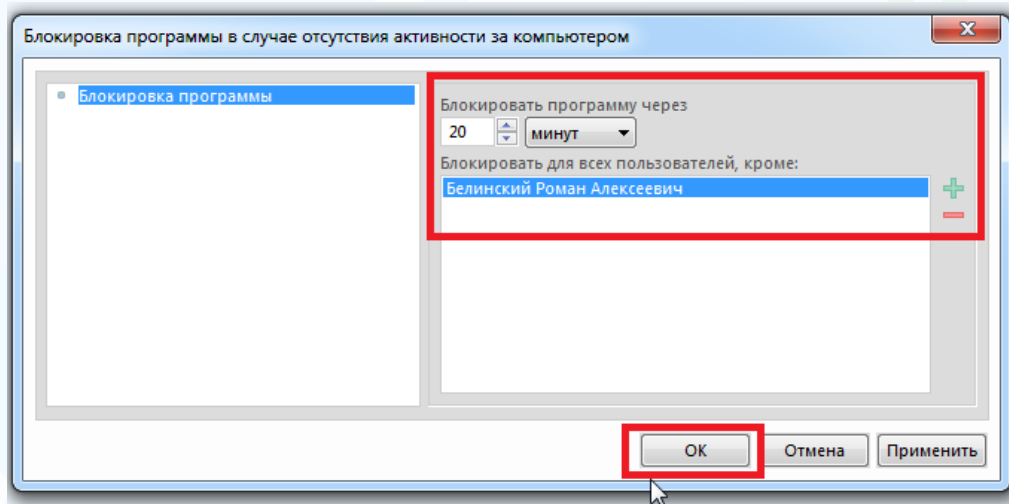 Блокировка программы в случае отсутствия активности за компьютером
Блокировка программы
Блокировать программу через
20 минут
Блокировать для всех пользователей, кроме:
Белинский Роман Алексеевич
ОК Отмена Применить